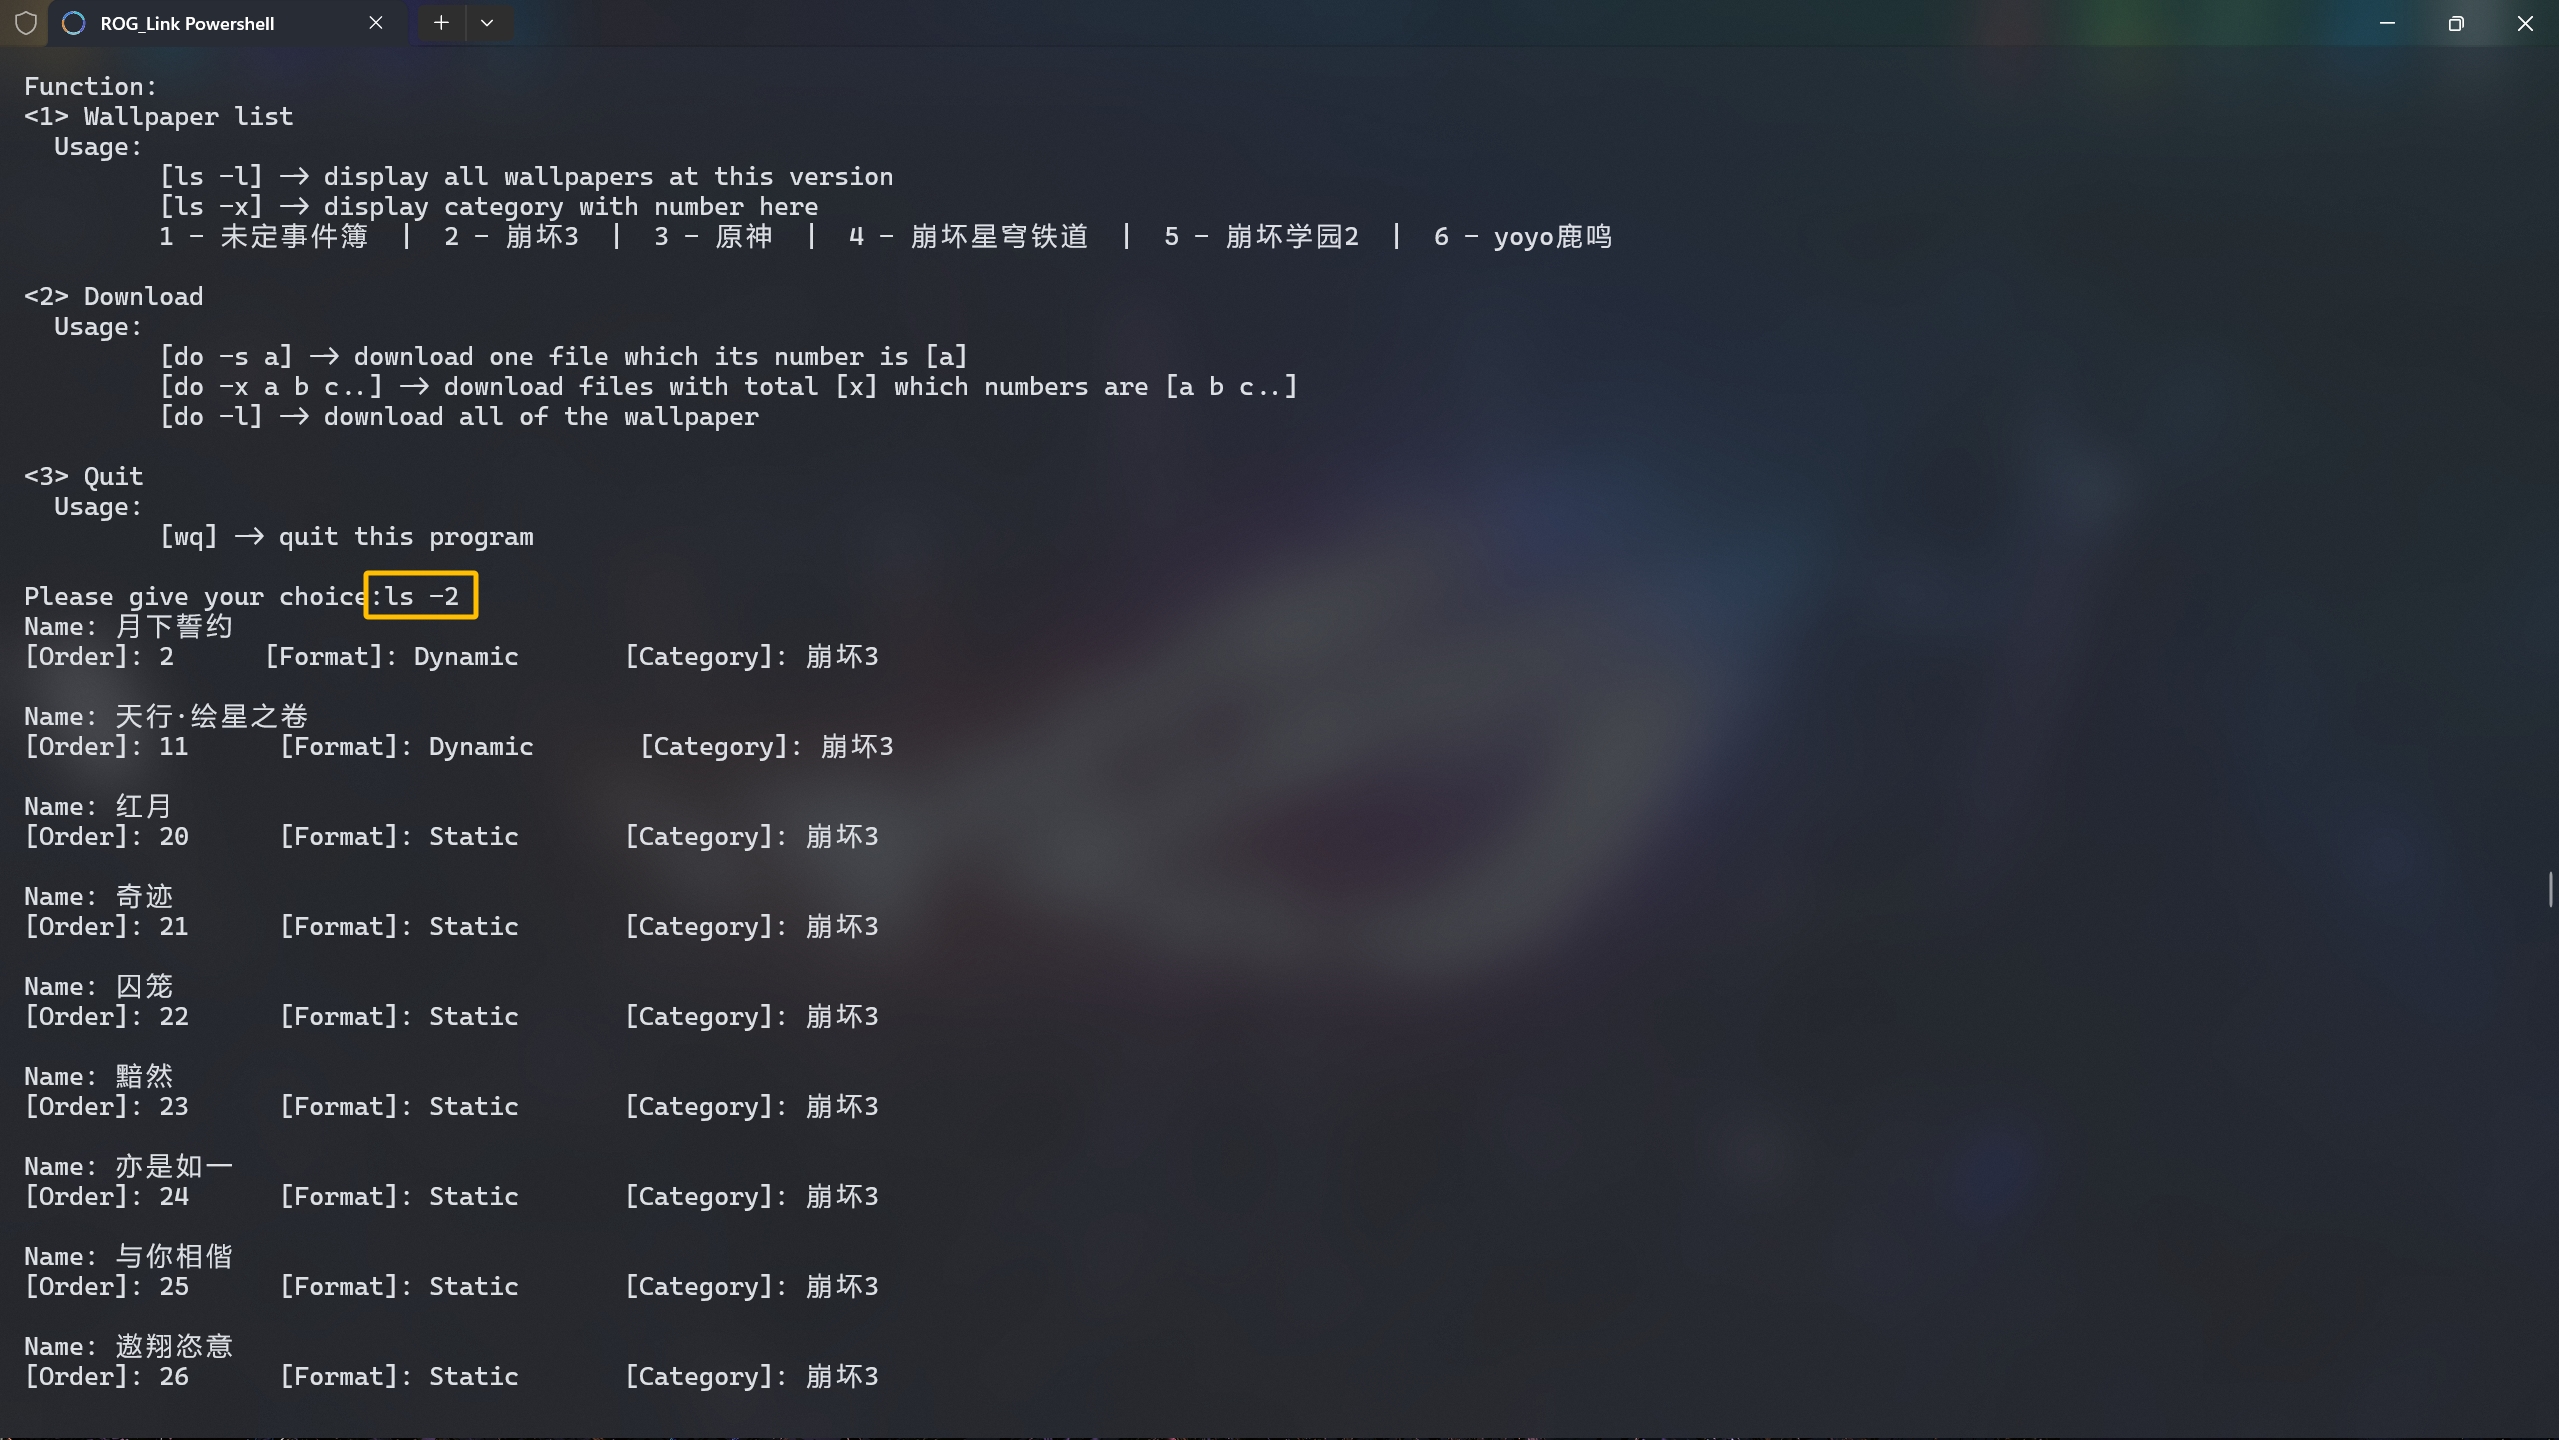 ROG_Link Powershell
Function:
<1> Wallpaper list
Usage:
[ls -l] —> display all wallpapers at this version
[ls -x] —> display category with number here
1 - 未定事件簿 | 2 - 崩坏3 | 3 - 原神 | 4 - 崩坏星穹铁道 | 5 - 崩坏学园2 | 6 - yoyo鹿鸣
<2> Download
Usage:
[do -s a] —> download one file which its number is [a]
[do -x a b c..] —> download files with total [x] which numbers are [a b c..]
[do -l] —> download all of the wallpaper
<3> Quit
Usage:
[wq] —> quit this program
Please give your choice:ls -2
Name: 月下誓约
[Order]: 2 [Format]: Dynamic [Category]: 崩坏3
Name: 天行·绘星之卷
[Order]: 11 [Format]: Dynamic [Category]: 崩坏3
Name: 红月
[Order]: 20 [Format]: Static [Category]: 崩坏3
Name: 奇迹
[Order]: 21 [Format]: Static [Category]: 崩坏3
Name: 囚笼
[Order]: 22 [Format]: Static [Category]: 崩坏3
Name: 黯然
[Order]: 23 [Format]: Static [Category]: 崩坏3
Name: 亦是如一
[Order]: 24 [Format]: Static [Category]: 崩坏3
Name: 与你相偕
[Order]: 25 [Format]: Static [Category]: 崩坏3
Name: 遨翔恣意
[Order]: 26 [Format]: Static [Category]: 崩坏3